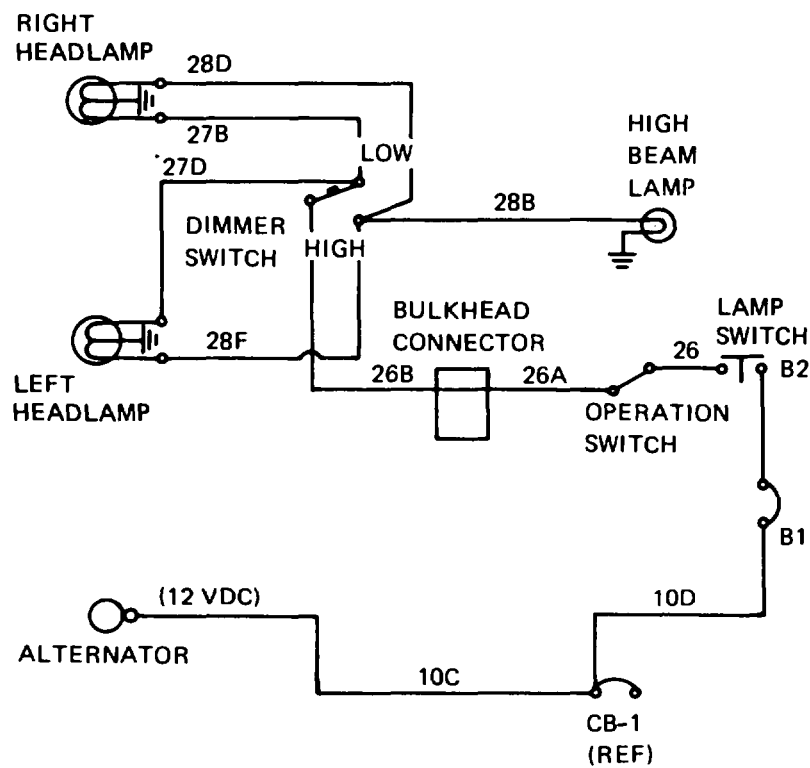 RIGHT
HEADLAMP
28D
27B
27D
LOW
HIGH
BEAM
LAMP
28B
DIMMER
SWITCH
HIGH
BULKHEAD
CONNECTOR
LAMP
SWITCH
28F
26B
26A
26
B2
LEFT
HEADLAMP
OPERATION
SWITCH
B1
(12 VDC)
10D
ALTERNATOR
10C
CB-1
(REF)